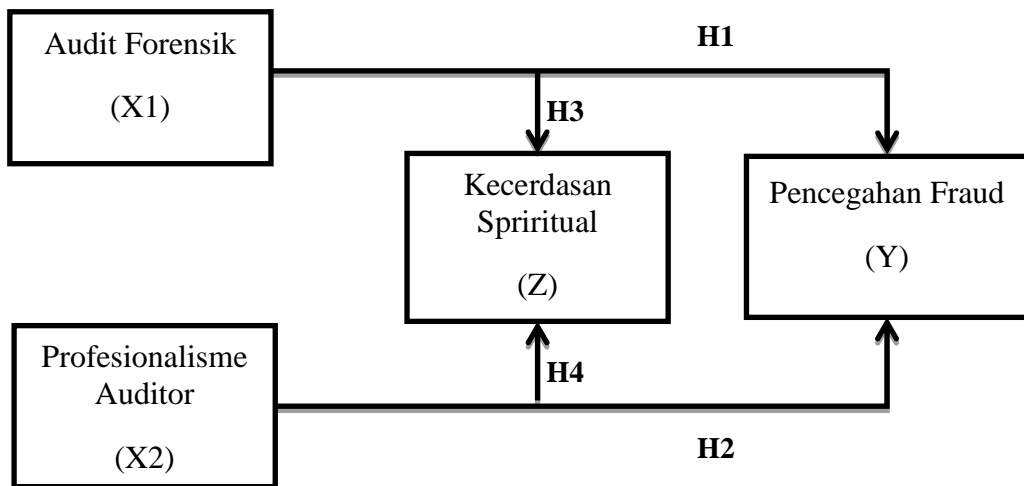 Audit Forensik
(X1)
H1
H3
Kecerdasan
Spriritual
(Z)
Pencegahan Fraud
(Y)
Profesionalisme
Auditor
(X2)
H4
H2